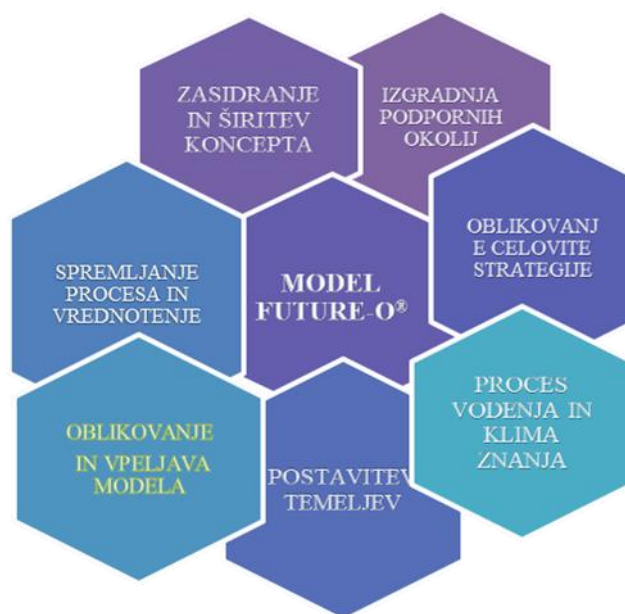 ZASIDRANJE
IN ŠIRITEV
KONCEPTA
IZGRADNJA
PODPORNIH
OKOLIJ
OBLIKOVANJ
E CELOVITE
STRATEGIJE
SPREMLJANJE
PROCESA IN
VREDNOTENJE
MODEL
FUTURE-O®
PROCES
VODENJA IN
KLIMA
ZNANJA
OBLIKOVANJE
IN VPELJAVA
MODELA
POSTAVITEV
TEMELJEV